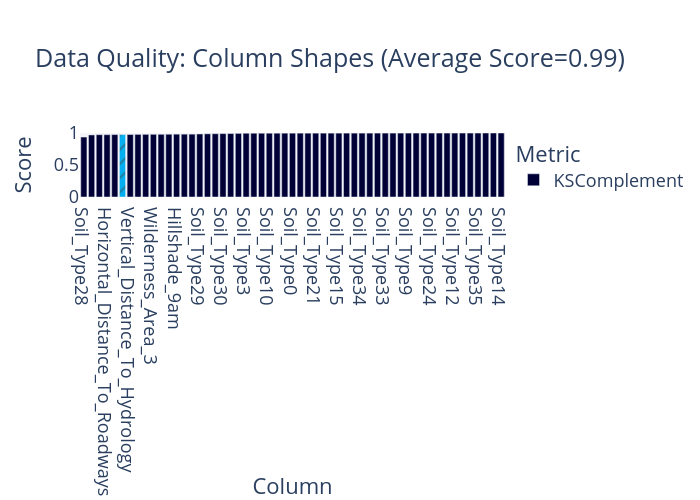 Data Quality: Column Shapes (Average Score=0.99)
Score
1
0.5
0
Metric
KSComplement
Soil_Type28
Horizontal_Distance_To_Roadways
Vertical_Distance_To_Hydrology
Wilderness_Area_3
Hillshade_9am
Soil_Type29
Soil_Type30
Soil_Type3
Soil_Type10
Soil_Type0
Soil_Type21
Soil_Type15
Soil_Type34
Soil_Type33
Soil_Type9
Soil_Type24
Soil_Type12
Soil_Type35
Soil_Type14
Column